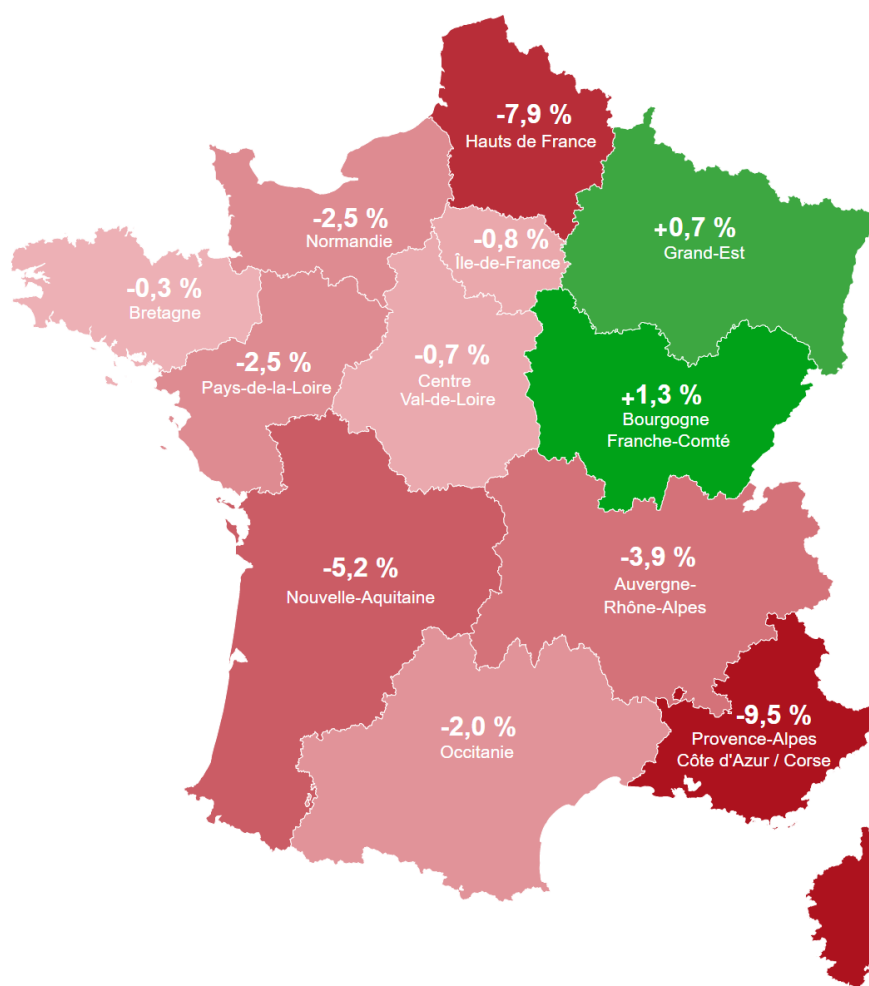 -7,9 %
Hauts de France
-2,5 %
Normandie
-0,8 %
Île-de-France
+0,7 %
Grand-Est
-0,3 %
Bretagne
-2,5 %
Pays-de-la-Loire
-0,7 %
Centre
Val-de-Loire
+1,3 %
Bourgogne
Franche-Comté
-5,2 %
Nouvelle-Aquitaine
-3,9 %
Auvergne-
Rhône-Alpes
-2,0 %
Occitanie
-9,5 %
Provence-Alpes
Côte d'Azur / Corse